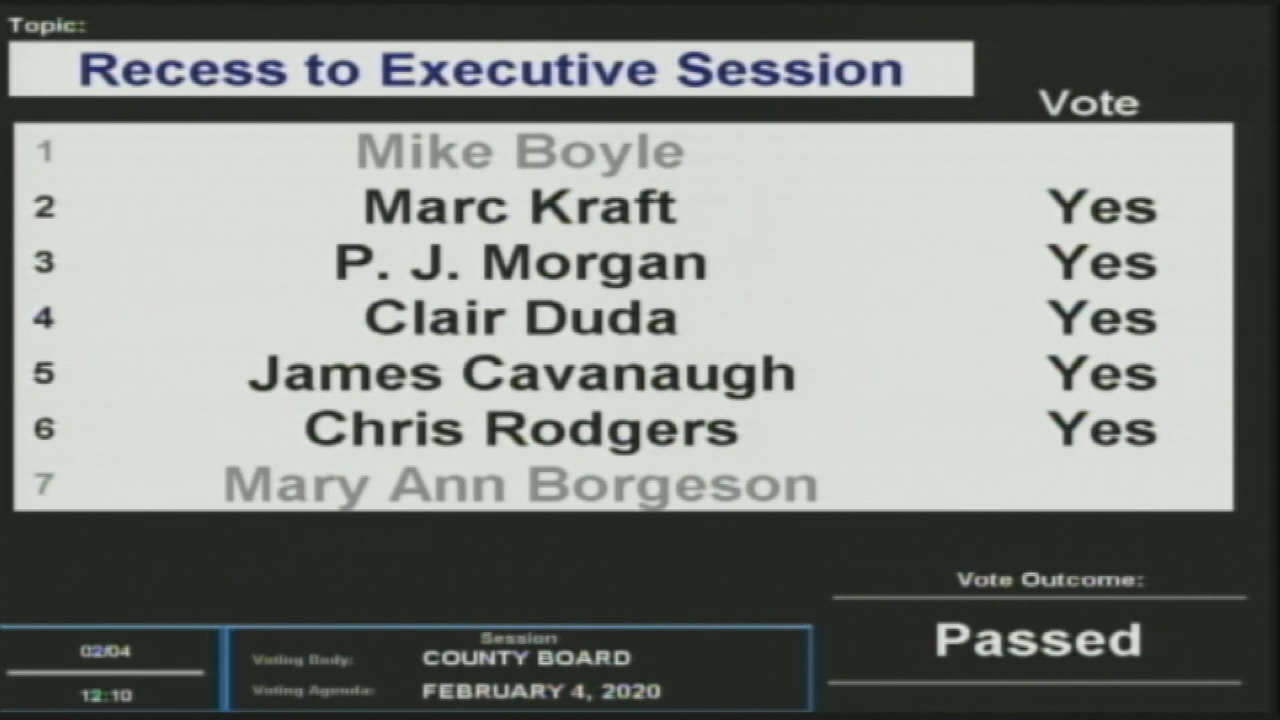 Topic:
Recess to Executive Session
Vote
1 Mike Boyle
2 Marc Kraft Yes
3 P. J. Morgan Yes
4 Clair Duda Yes
5 James Cavanaugh Yes
6 Chris Rodgers Yes
7 Mary Ann Borgeson
Vote Outcome:
Passed
Session
02/04
Voting Body: COUNTY BOARD
12:10
Voting Agenda: FEBRUARY 4, 2020